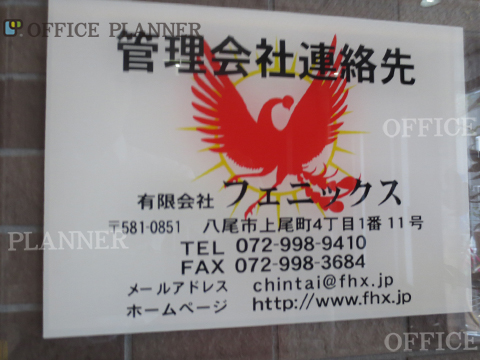 OFFICE PLANNER
管理会社連絡先
OFFICE
有限会社 フェニックス
〒581-0851 八尾市上尾町4丁目1番11号
PLANNER
TEL 072-998-9410
FAX 072-998-3684
メールアドレス chintai@fhx.jp
ホームページ http://www.fhx.jp
OFFICE